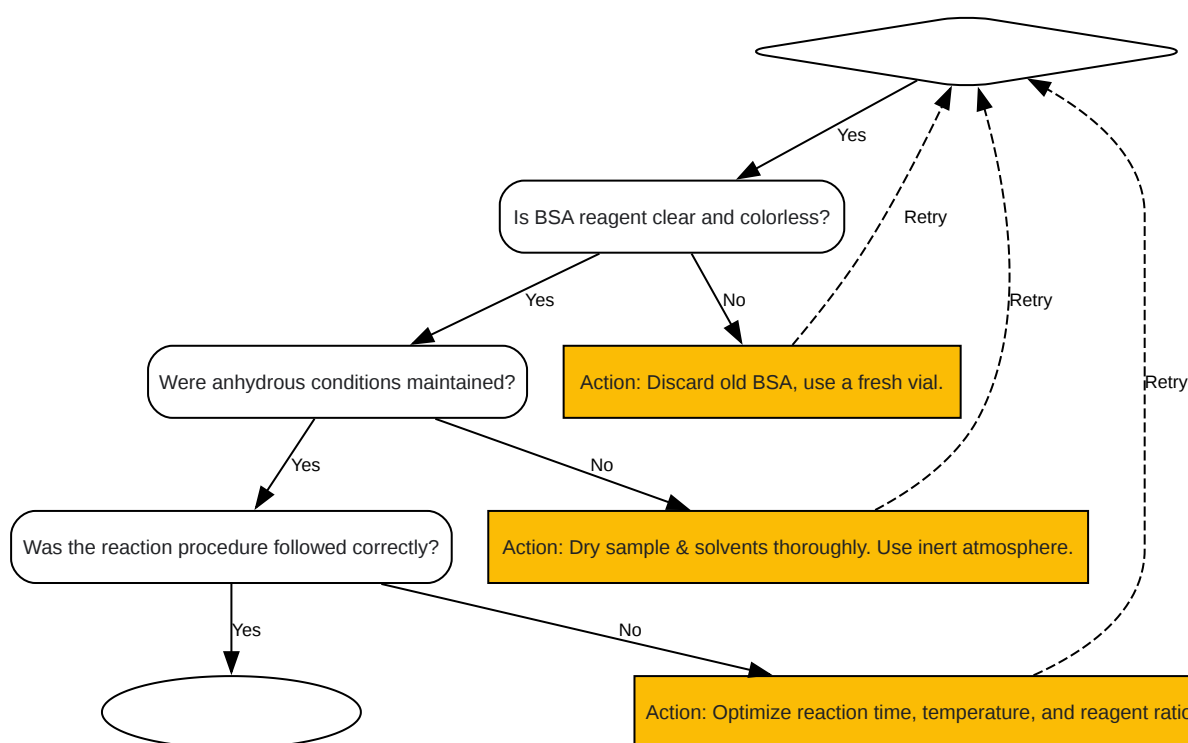 Yes
Is BSA reagent clear and colorless?
Retry
Yes
No
Retry
Were anhydrous conditions maintained?
Action: Discard old BSA, use a fresh vial.
Retry
Yes
No
Was the reaction procedure followed correctly?
Action: Dry sample & solvents thoroughly. Use inert atmosphere.
Yes
No
Action: Optimize reaction time, temperature, and reagent